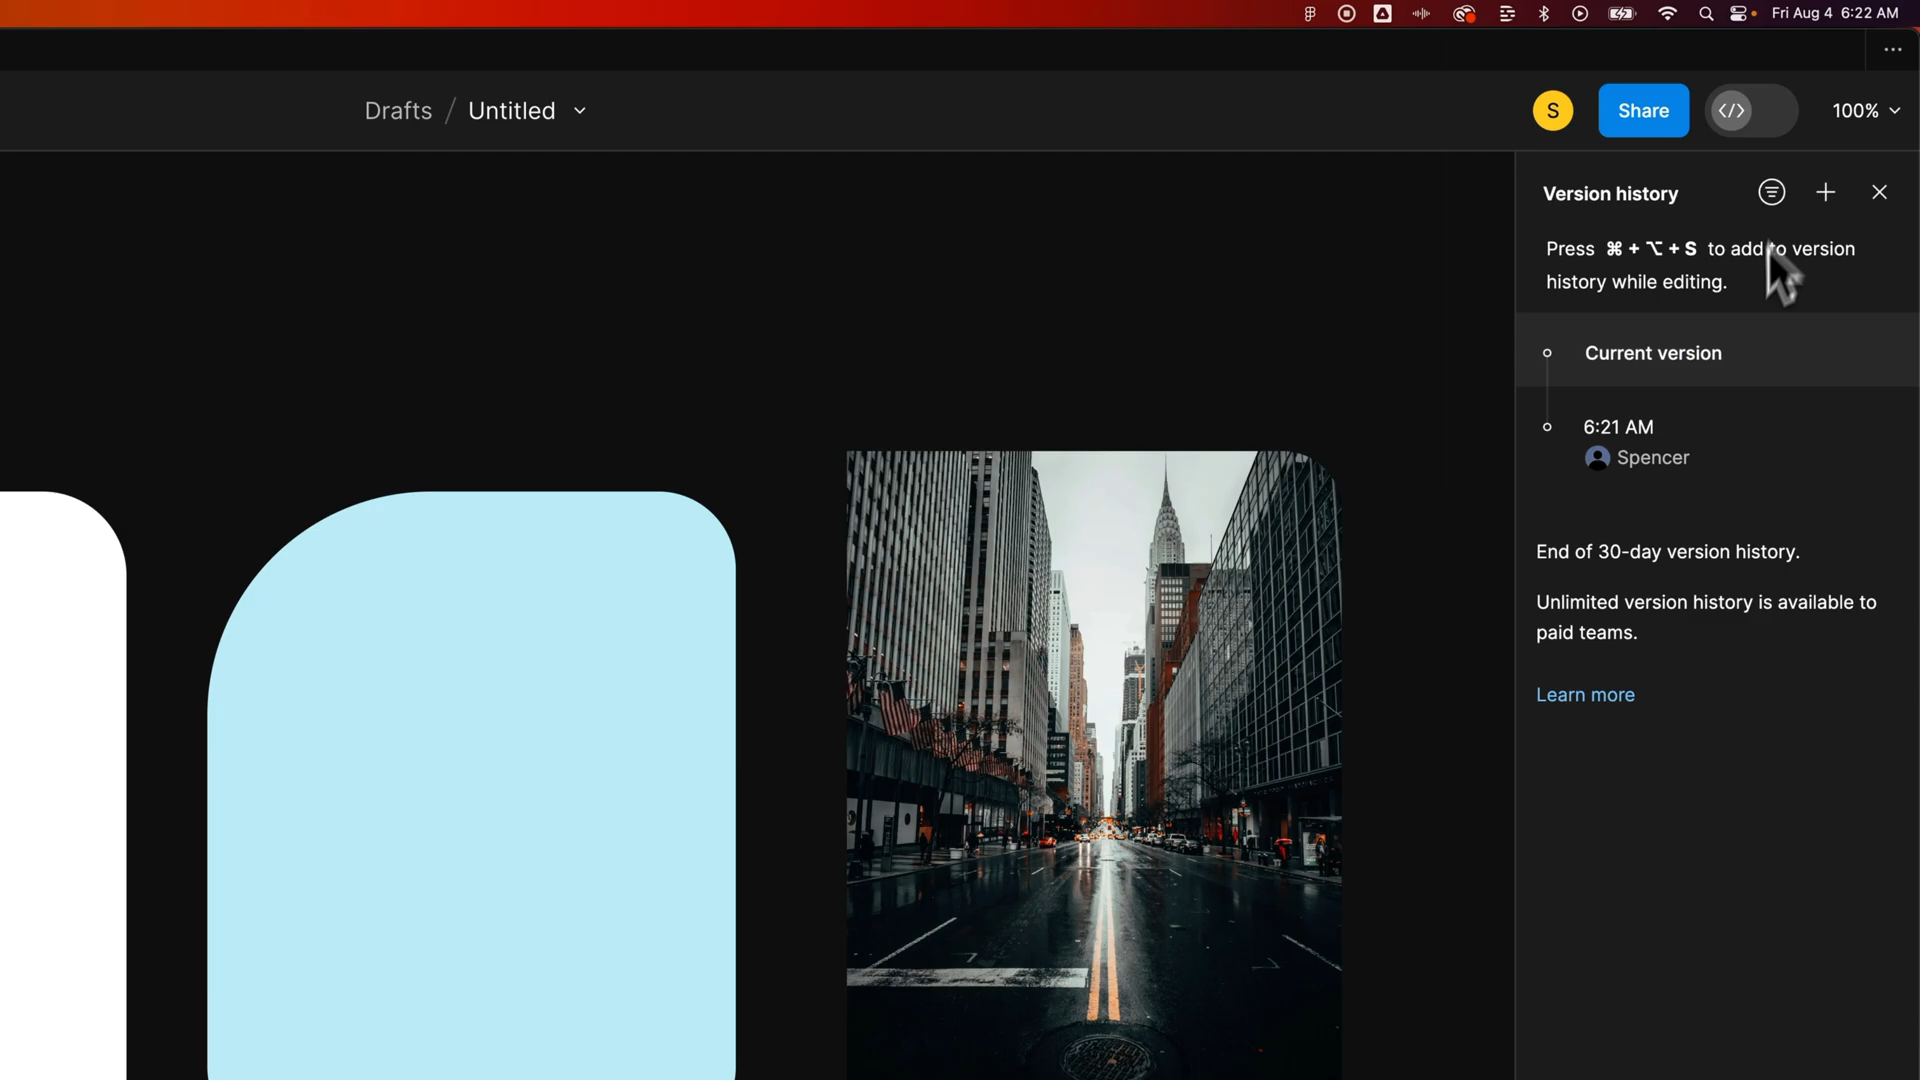 Fri Aug 4 6:22 AM
Drafts / Untitled
S
Share
</>
100%
Version history
Press ⌘ + ⌥ + S to add to version
history while editing.
Current version
6:21 AM
Spencer
End of 30-day version history.
Unlimited version history is available to
paid teams.
Learn more